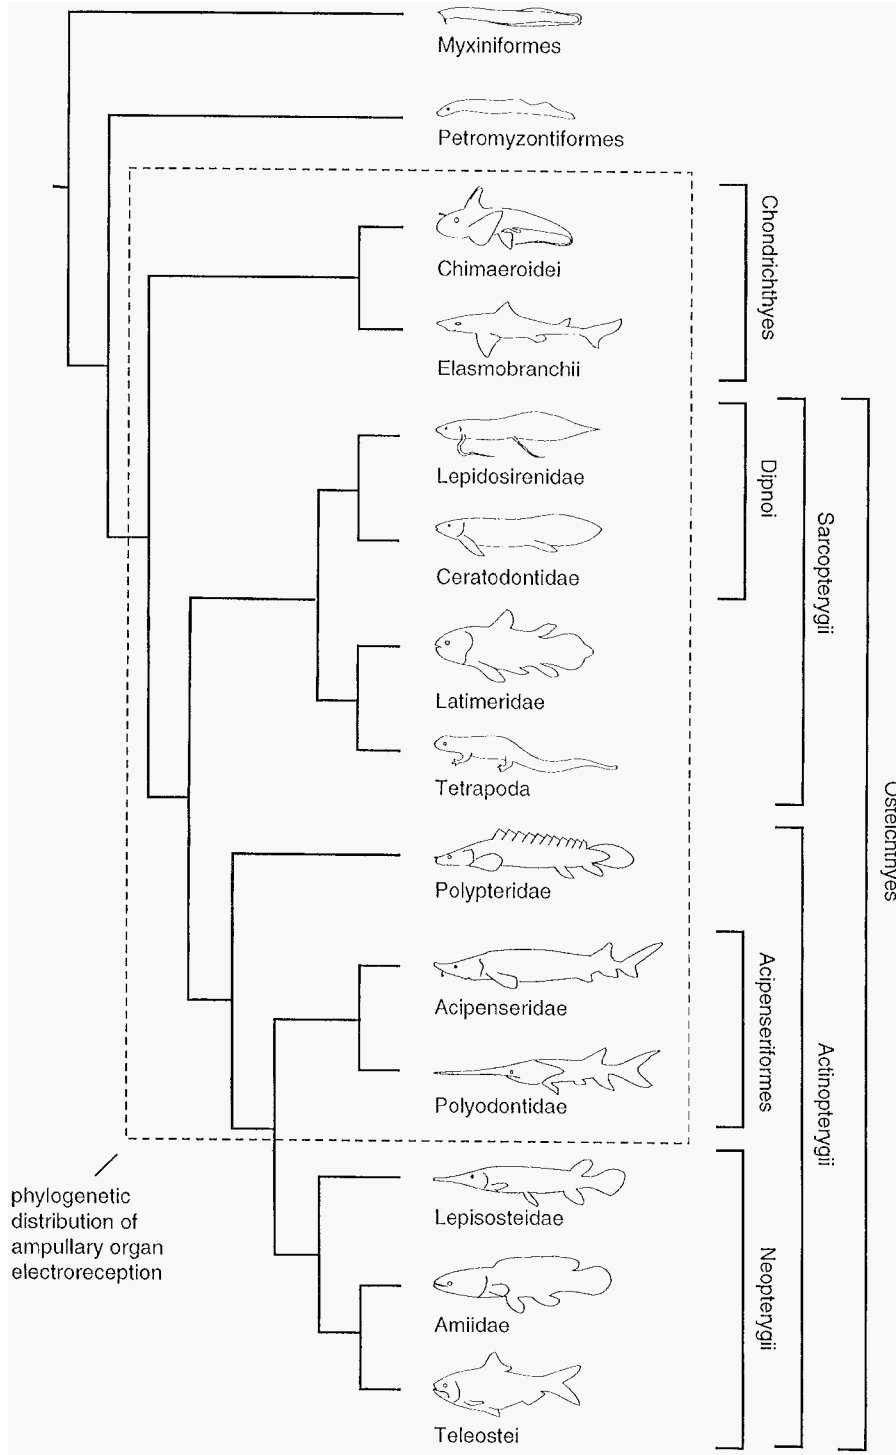 Myxiniformes
Petromyzontiformes
Chimaeroidei
Elasmobranchii
Chondrichthyes
Lepidosirenidae
Ceratodontidae
Dipnoi
Latimeridae
Tetrapoda
Sarcopterygii
Osteichthyes
Polypteridae
Acipenseridae
Polyodontidae
Acipenseriformes
Actinopterygii
Lepisosteidae
Amiidae
Teleostei
Neopterygii
phylogenetic
distribution of
ampullary organ
electroreception